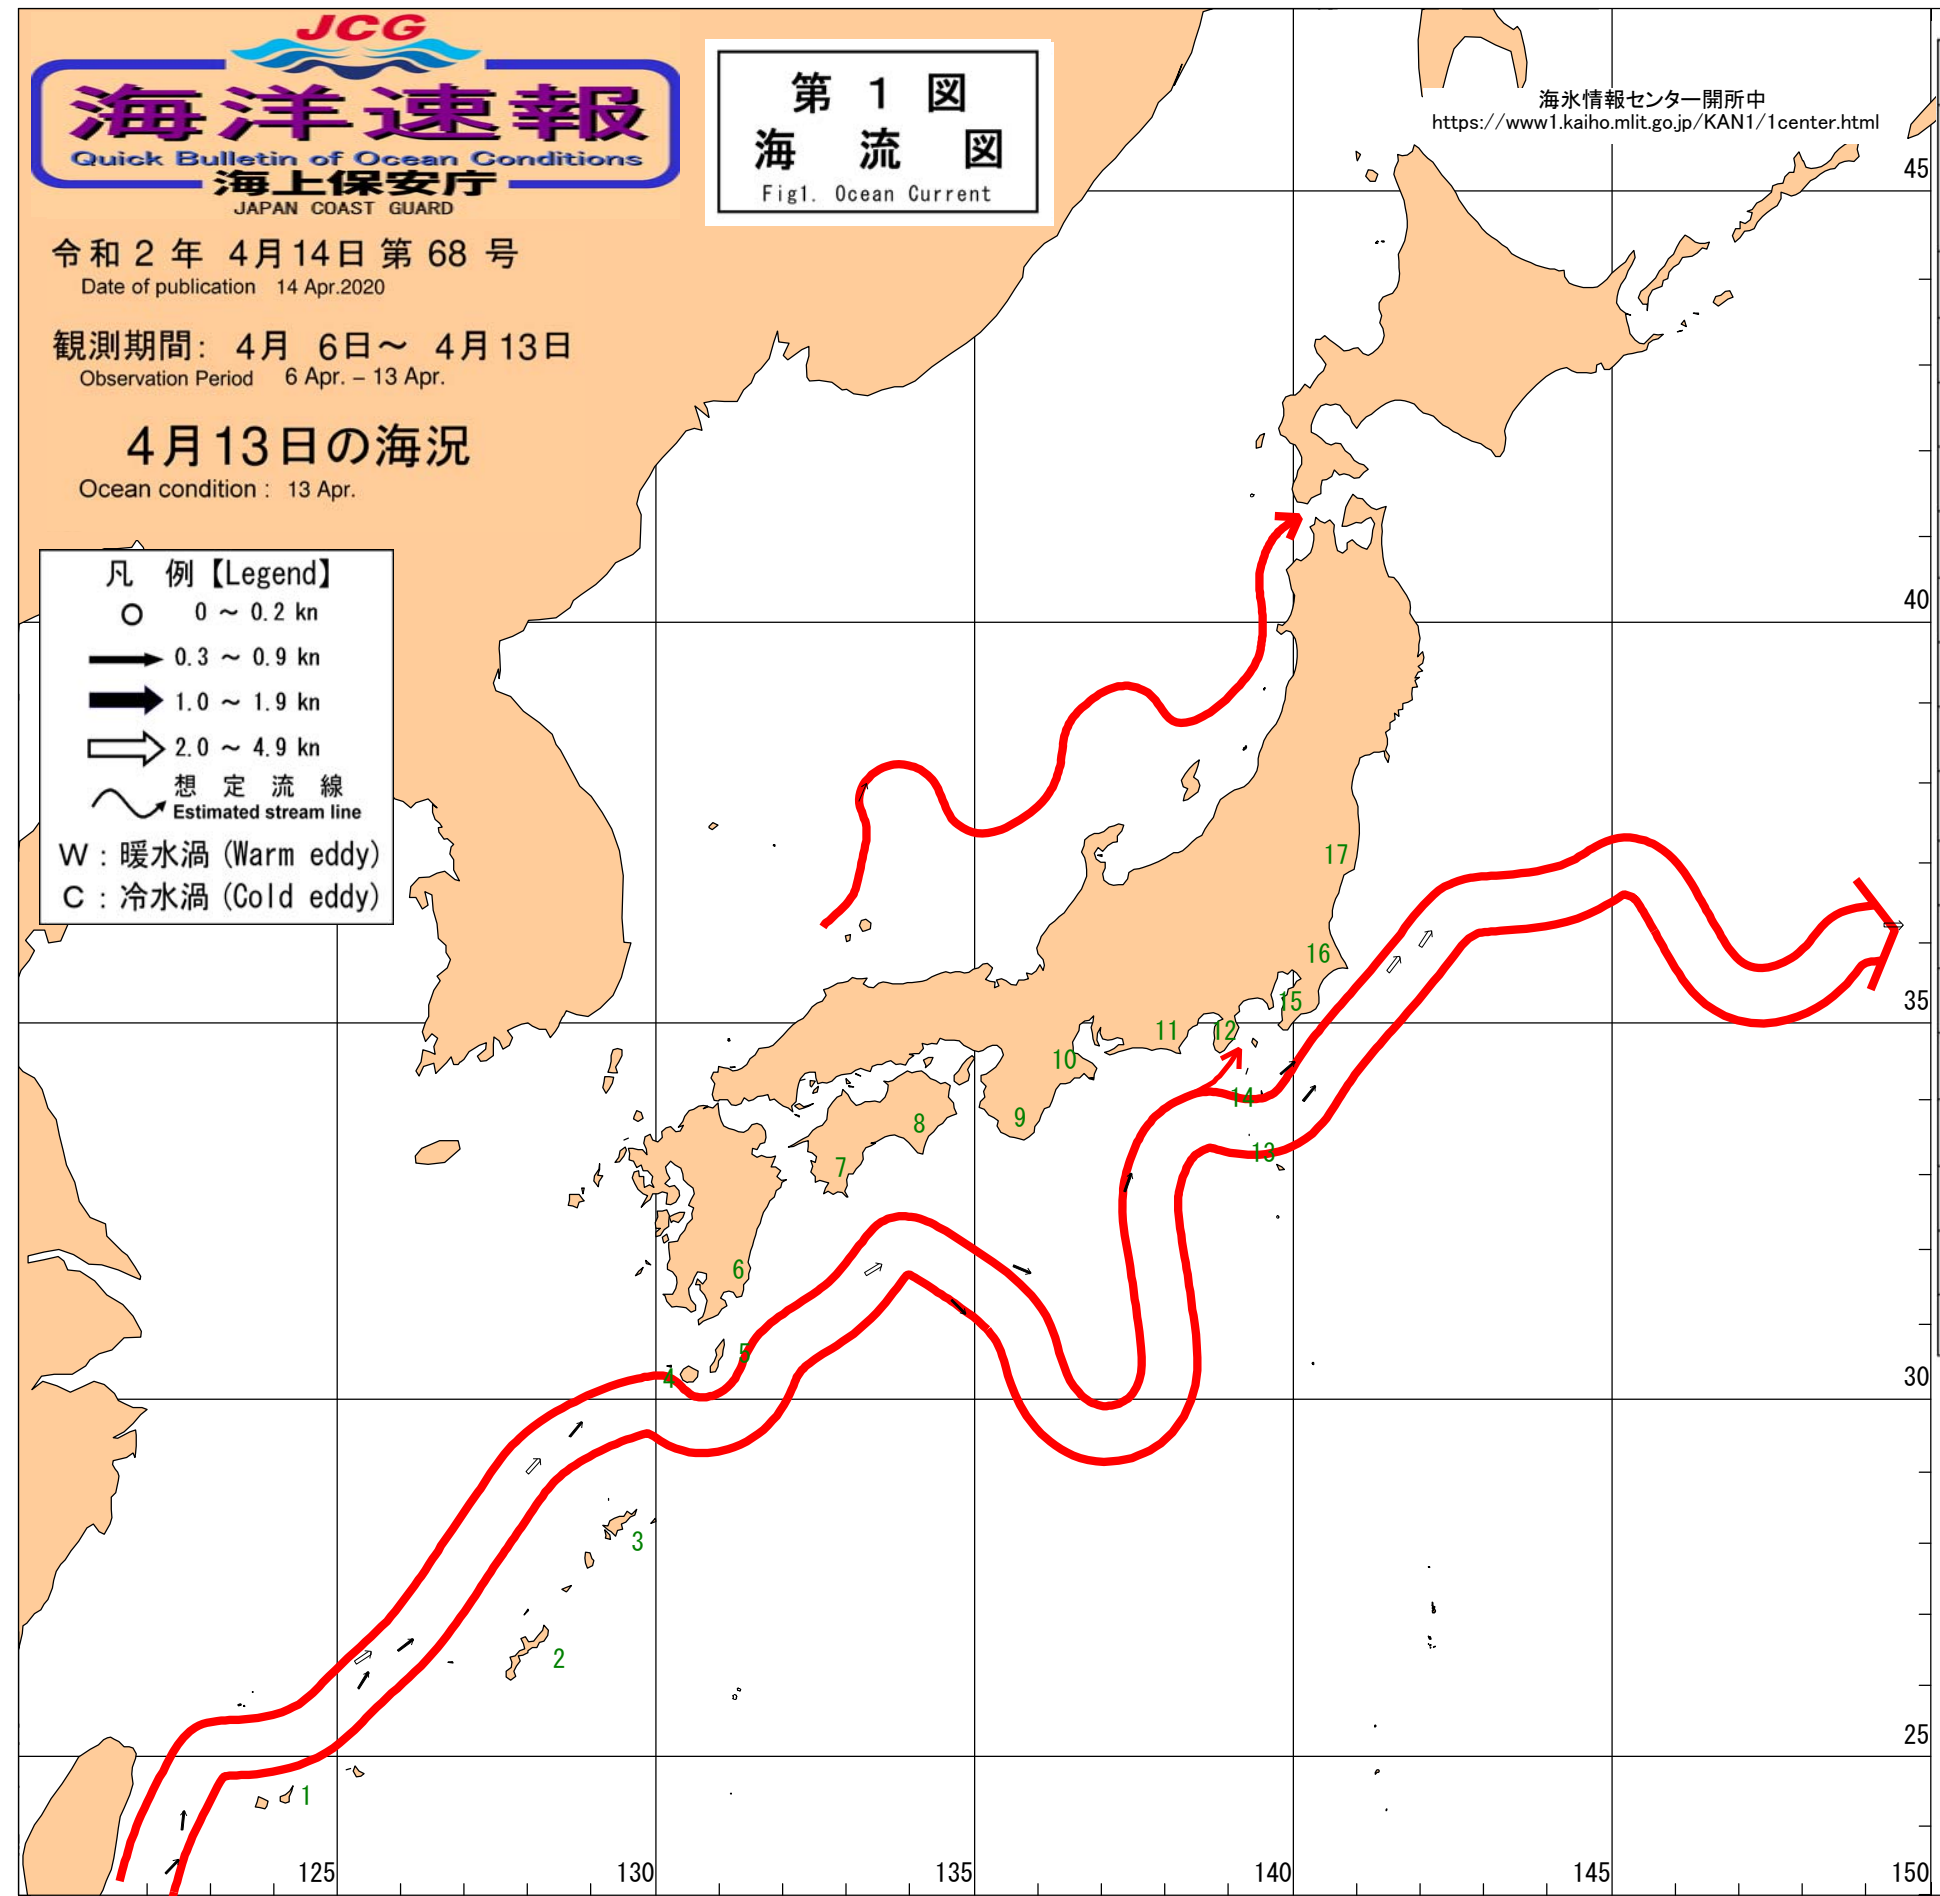 JCG
海洋速報
Quick Bulletin of Ocean Conditions
海上保安庁
JAPAN COAST GUARD
第 1 図
海 流 図
Fig1. Ocean Current
海氷情報センター開所中
https://www1.kaiho.mlit.go.jp/KAN1/1center.html
令和 2 年 4月14日 第 68 号
Date of publication 14 Apr.2020
観測期間: 4月 6日～ 4月13日
Observation Period 6 Apr. – 13 Apr.
4月13日の海況
Ocean condition : 13 Apr.
凡 例【Legend】
0 ～ 0.2 kn
0.3 ～ 0.9 kn
1.0 ～ 1.9 kn
2.0 ～ 4.9 kn
想 定 流 線
Estimated stream line
W : 暖水渦 (Warm eddy)
C : 冷水渦 (Cold eddy)
45
40
17
16
35
15
12
11
10
14
9
8
13
7
6
5
4
30
3
2
25
1
125
130
135
140
145
150